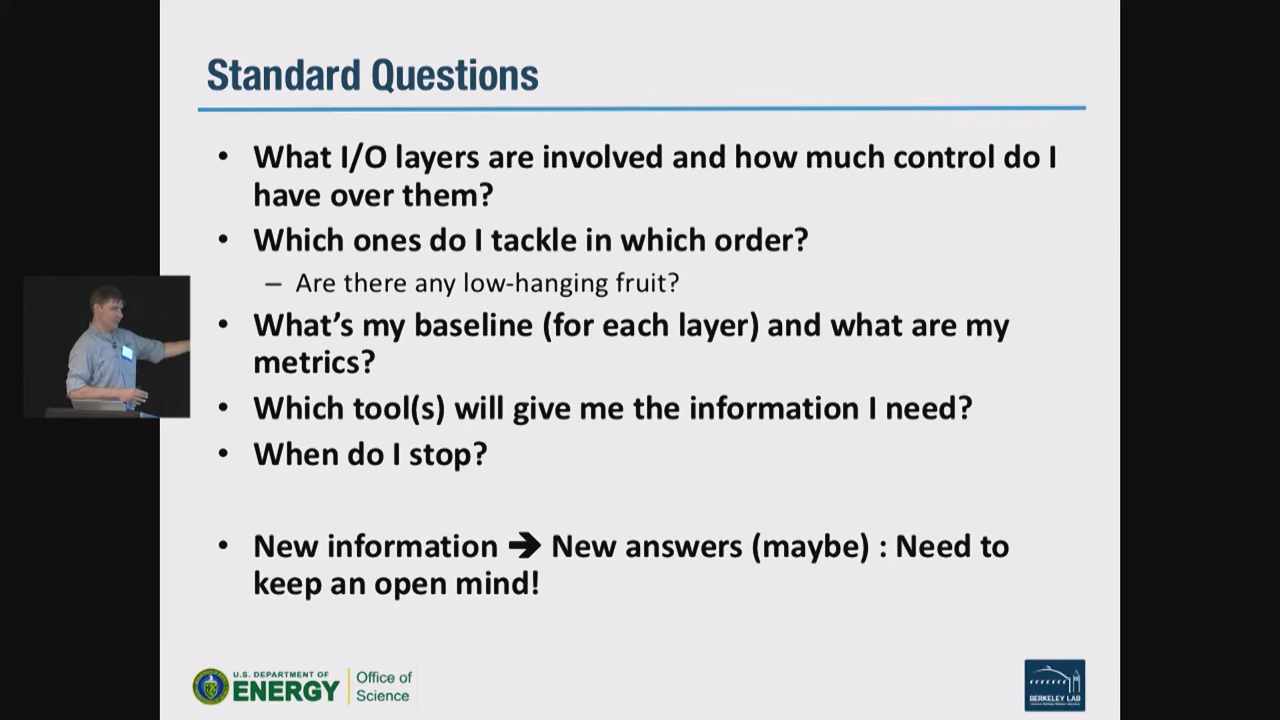 Standard Questions
• What I/O layers are involved and how much control do I
have over them?
• Which ones do I tackle in which order?
– Are there any low-hanging fruit?
• What's my baseline (for each layer) and what are my
metrics?
• Which tool(s) will give me the information I need?
• When do I stop?
• New information ➔ New answers (maybe) : Need to
keep an open mind!
U.S. DEPARTMENT OF
ENERGY
Office of
Science
BERKELEY LAB